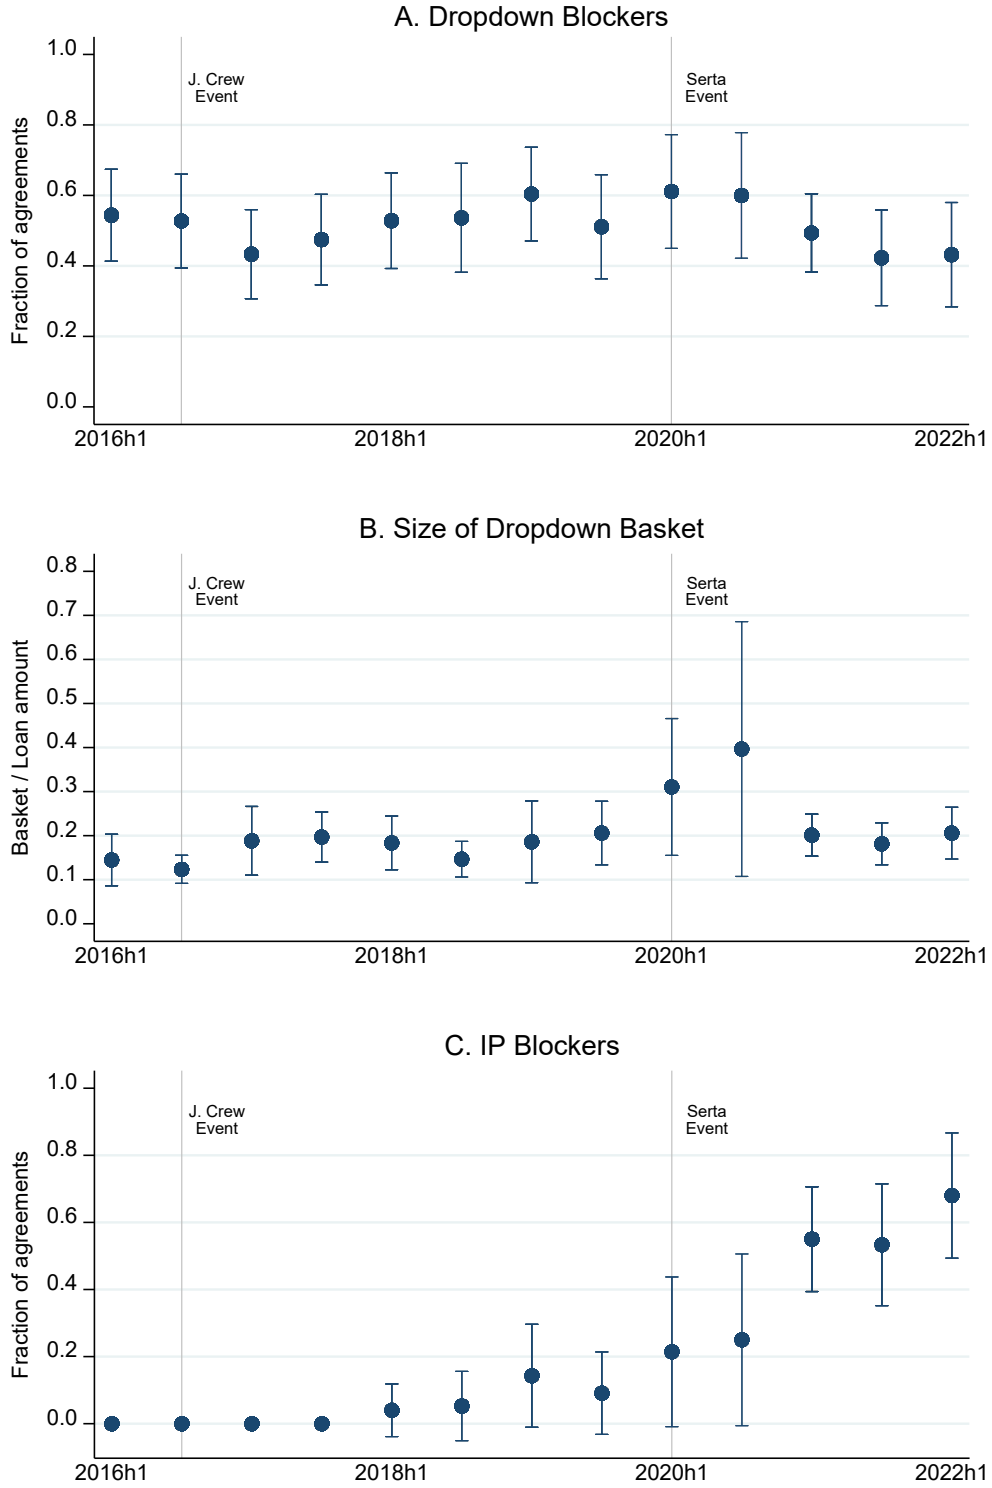 A. Dropdown Blockers
Fraction of agreements
1.0
0.8
0.6
0.4
0.2
0.0
J. Crew
Event
Serta
Event
2016h1
2018h1
2020h1
2022h1
B. Size of Dropdown Basket
Basket / Loan amount
0.8
0.7
0.6
0.5
0.4
0.3
0.2
0.1
0.0
J. Crew
Event
Serta
Event
2016h1
2018h1
2020h1
2022h1
C. IP Blockers
Fraction of agreements
1.0
0.8
0.6
0.4
0.2
0.0
J. Crew
Event
Serta
Event
2016h1
2018h1
2020h1
2022h1